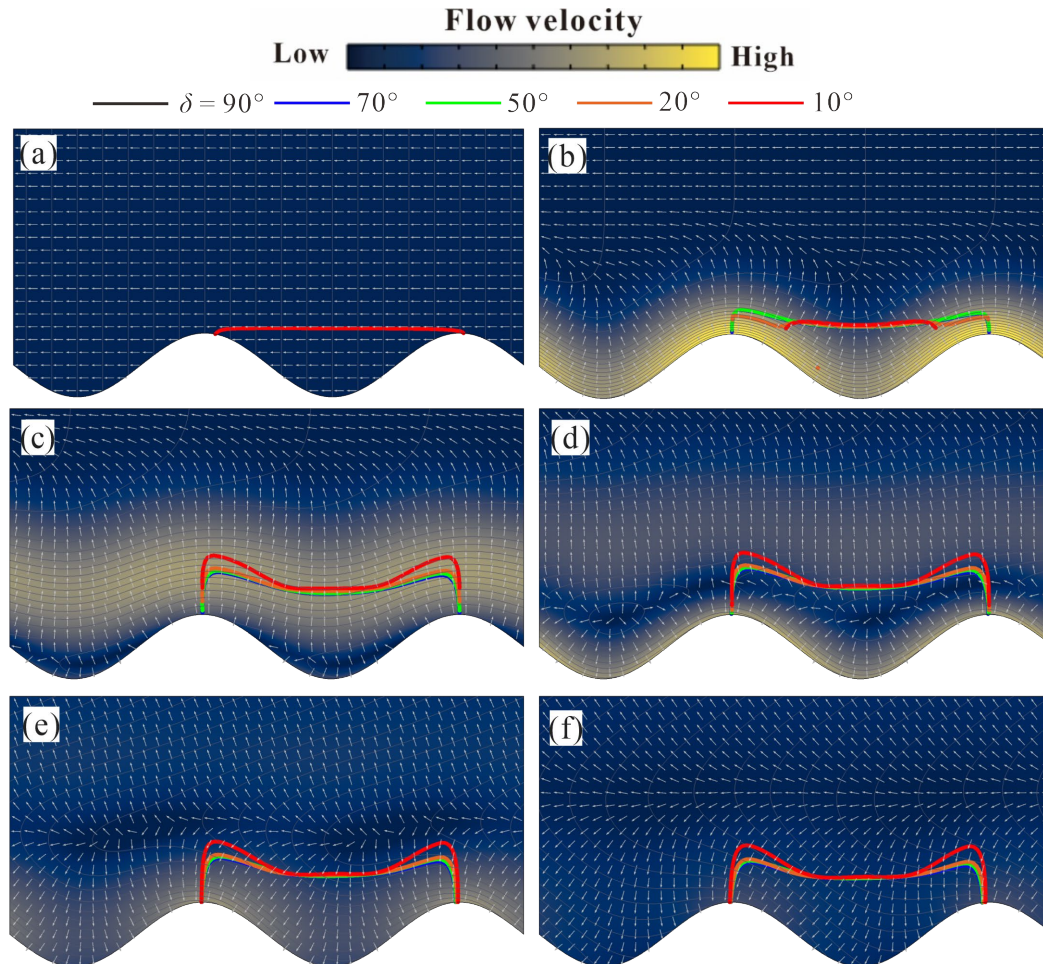 Flow velocity
Low High
δ = 90° 70° 50° 20° 10°
(a) (b)
(c) (d)
(e) (f)